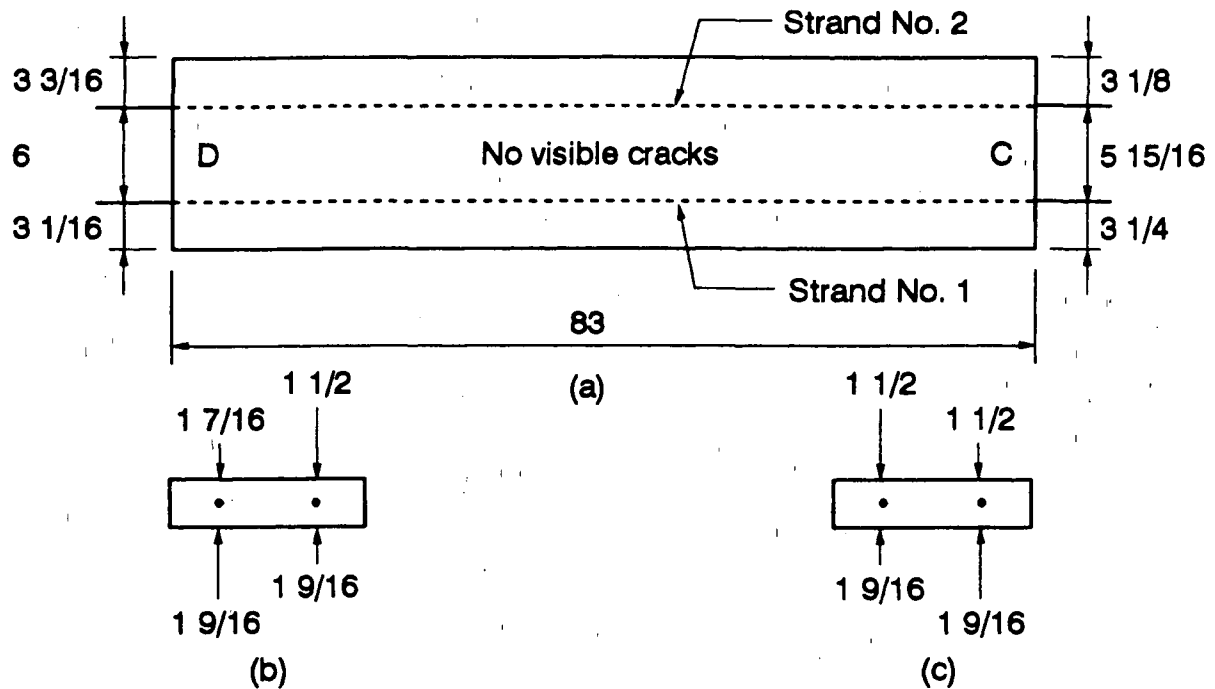 Strand No. 2
3 3/16
3 1/8
6
D
No visible cracks
C
5 15/16
3 1/16
3 1/4
Strand No. 1
83
(a)
1 7/16
1 1/2
1 1/2
1 1/2
1 9/16
1 9/16
1 9/16
1 9/16
(b)
(c)